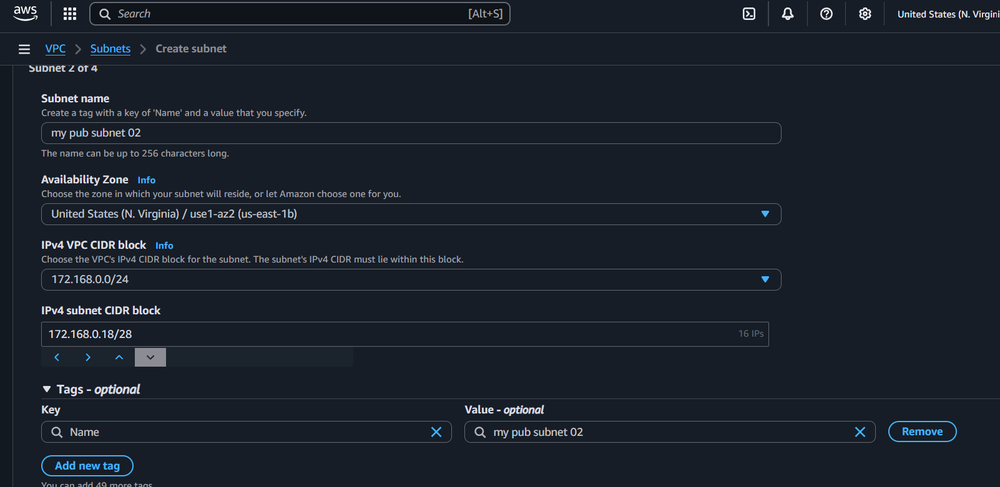 aws
Search [Alt+S]
United States (N. Virgini
VPC Subnets Create subnet
Subnet 2 of 4
Subnet name
Create a tag with a key of 'Name' and a value that you specify.
my pub subnet 02
The name can be up to 256 characters long.
Availability Zone Info
Choose the zone in which your subnet will reside, or let Amazon choose one for you.
United States (N. Virginia) / use1-az2 (us-east-1b)
IPv4 VPC CIDR block Info
Choose the VPC's IPv4 CIDR block for the subnet. The subnet's IPv4 CIDR must lie within this block.
172.168.0.0/24
IPv4 subnet CIDR block
172.168.0.18/28 16 IPs
Tags - optional
Key Value - optional
Name my pub subnet 02 Remove
Add new tag
You can add 49 more tags